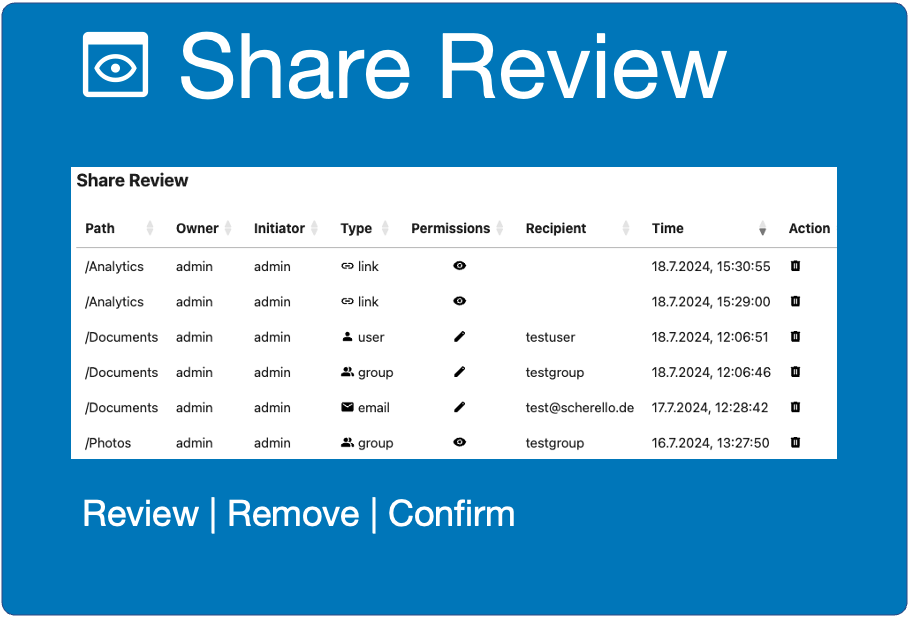 Share Review
Share Review
Path Owner Initiator Type Permissions Recipient Time Action
/Analytics admin admin link 18.7.2024, 15:30:55
/Analytics admin admin link 18.7.2024, 15:29:00
/Documents admin admin user testuser 18.7.2024, 12:06:51
/Documents admin admin group testgroup 18.7.2024, 12:06:46
/Documents admin admin email test@scherello.de 17.7.2024, 12:28:42
/Photos admin admin group testgroup 16.7.2024, 13:27:50
Review | Remove | Confirm